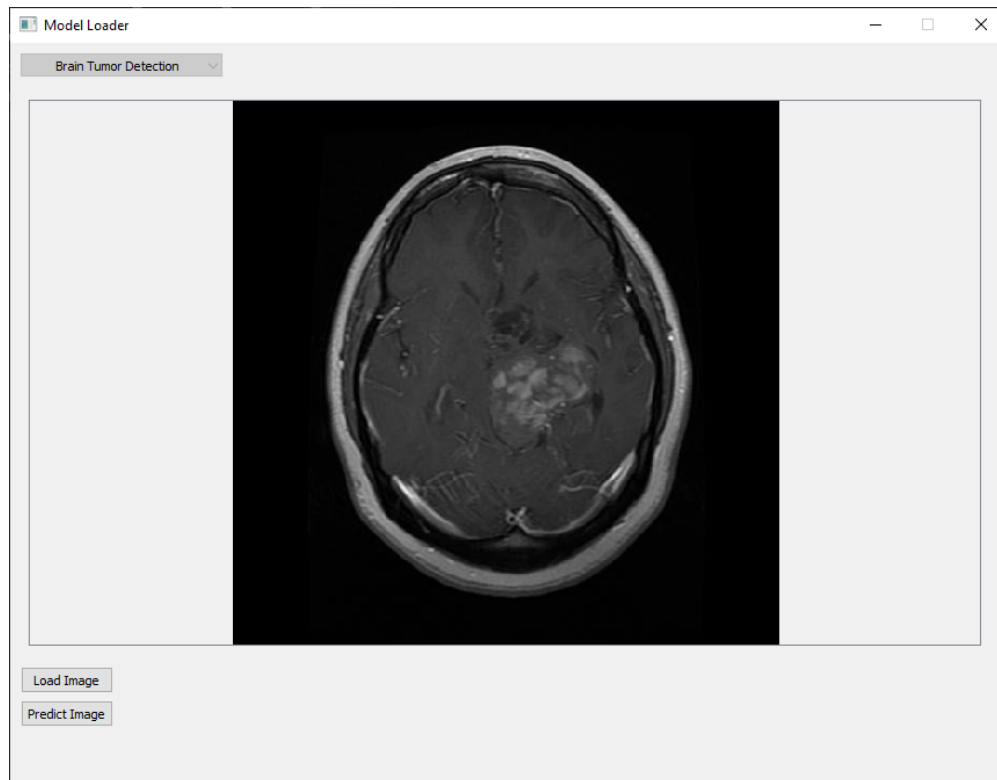 Model Loader
Brain Tumor Detection
Load Image
Predict Image